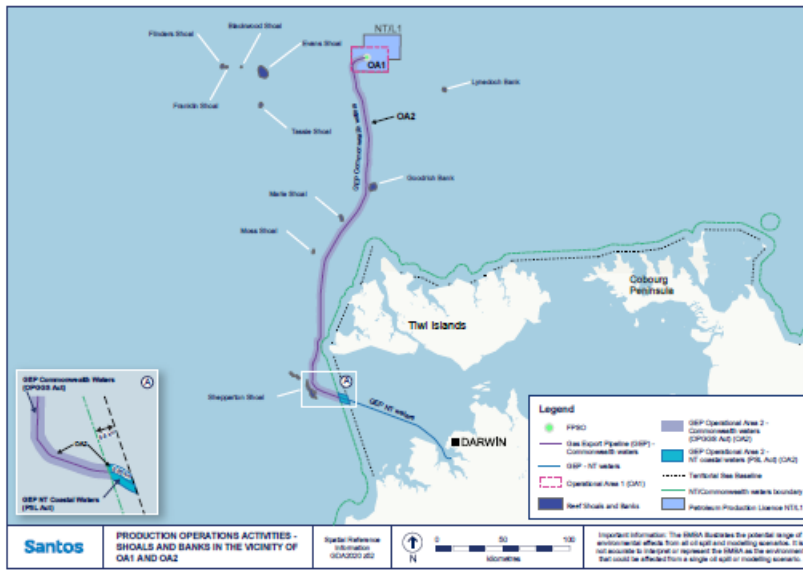 Blackwood Shoal
Flinders Shoal
Evans Shoal
NT/L1
OA1
Franklin Shoal
Tassie Shoal
Lynedoch Bank
OA2
GEP Commonwealth waters
Goodrich Bank
Marie Shoal
Moss Shoal
Cobourg
Peninsula
Tiwi Islands
Shepparton Shoal
A
GEP NT waters
DARWIN
A
GEP Commonwealth Waters
(OPGGS Act)
OA2
GEP NT Coastal Waters
(PSL Act)
Legend
FPSO
Gas Export Pipeline (GEP) -
Commonwealth waters
GEP - NT waters
Operational Area 1 (OA1)
Reef Shoals and Banks
GEP Operational Area 2 -
Commonwealth waters
(OPGGS Act) (OA2)
GEP Operational Area 2 -
NT coastal waters (PSL Act) (OA2)
Territorial Sea Baseline
NT/Commonwealth waters boundary
Petroleum Production Licence NT/L1
Santos
PRODUCTION OPERATIONS ACTIVITIES -
SHOALS AND BANKS IN THE VICINITY OF
OA1 AND OA2
Spatial Reference
Information
GDA2020 z52
N
0 50 100
kilometres
Important Information: The EMBA illustrates the potential range of
environmental effects from all oil spill and modelling scenarios. It is
not accurate to interpret or represent the EMBA as the environment
that could be affected from a single oil spill or modelling scenario.